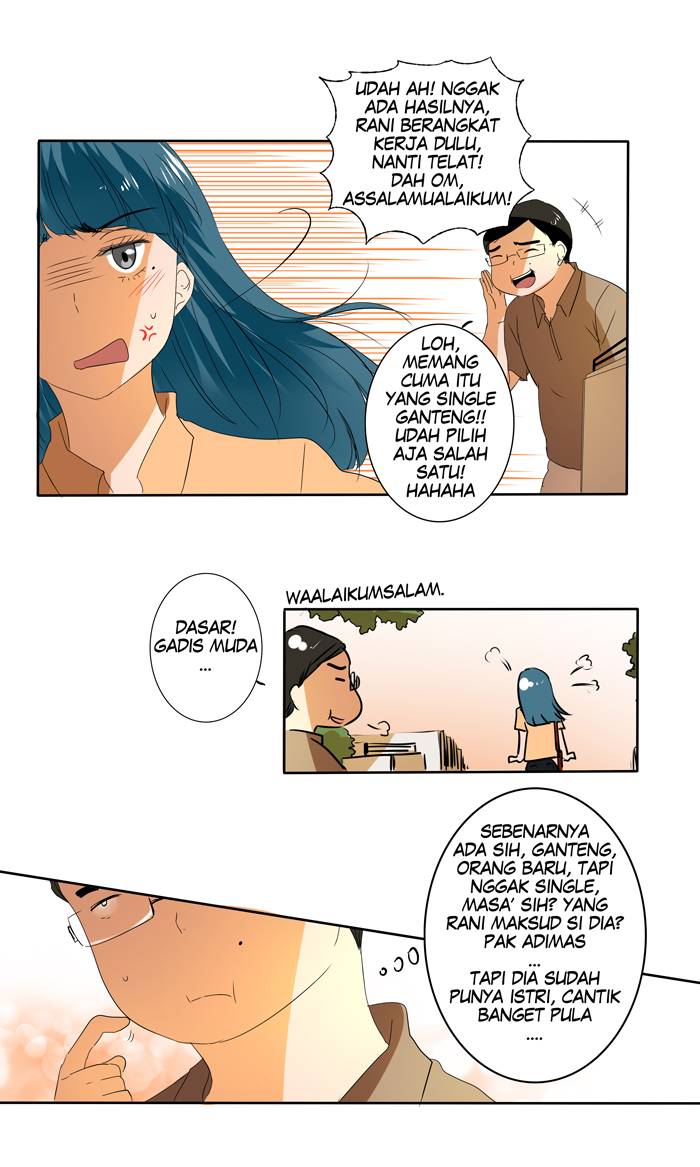 UDAH AH! NGGAK
ADA HASILNYA,
RANI BERANGKAT
KERJA DULU,
NANTI TELAT!
DAH OM,
ASSALAMUALAIKUM!
LOH,
MEMANG
CUMA ITU
YANG SINGLE
GANTENG!!
UDAH PILIH
AJA SALAH
SATU!
HAHAHA
WAALAIKUMSALAM.
DASAR!
GADIS MUDA
...
SEBENARNYA
ADA SIH, GANTENG,
ORANG BARU, TAPI
NGGAK SINGLE,
MASA' SIH? YANG
RANI MAKSUD SI DIA?
PAK ADIMAS
...
TAPI DIA SUDAH
PUNYA ISTRI, CANTIK
BANGET PULA
....